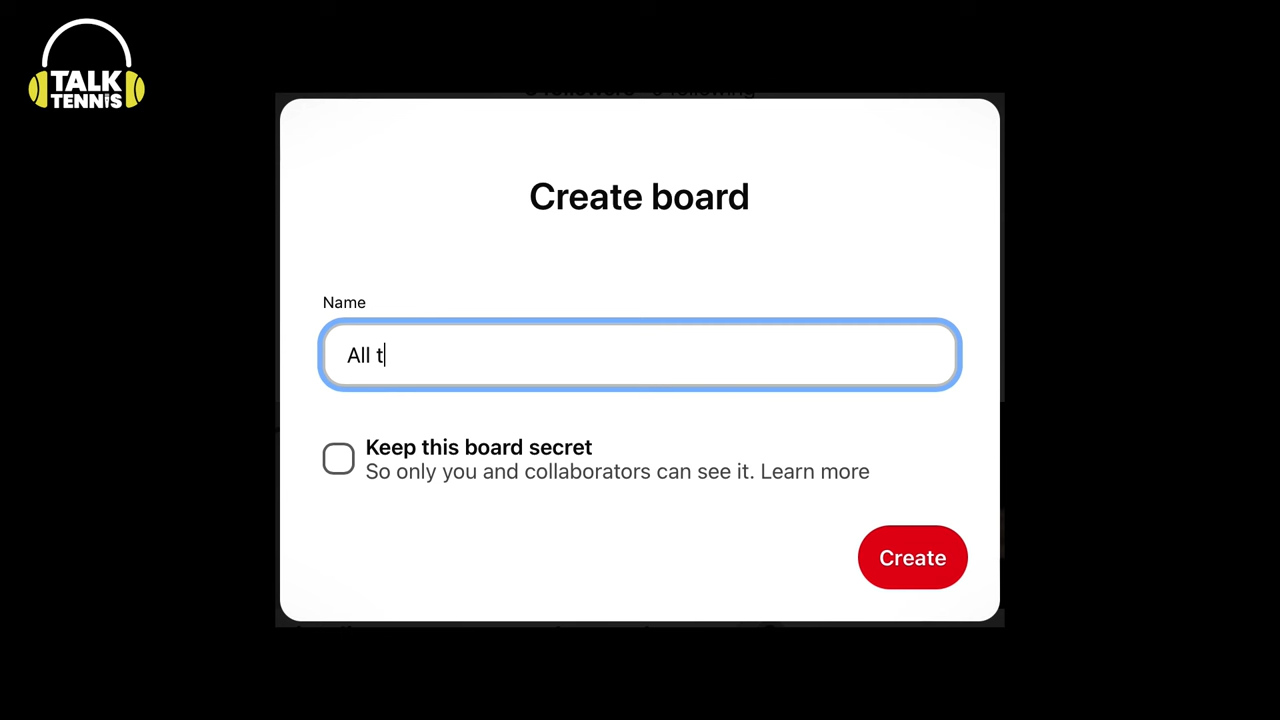 TALK
TENNIS
Create board
Name
All t
Keep this board secret
So only you and collaborators can see it. Learn more
Create